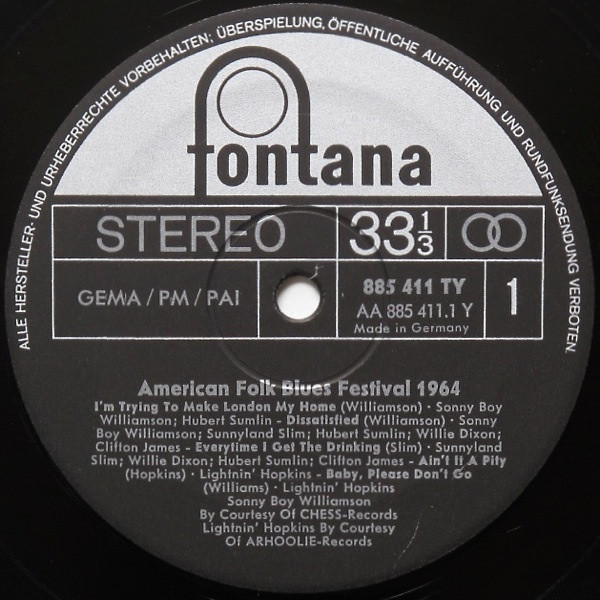 ALLE HERSTELLER- UND URHEBERRECHTE VORBEHALTEN; ÜBERSPIELUNG, ÖFFENTLICHE AUFFÜHRUNG UND RUNDFUNKSENDUNG VERBOTEN.
fontana
STEREO 33⅓
GEMA / PM / PAI 885 411 TY 1
AA 885 411.1 Y
Made in Germany
American Folk Blues Festival 1964
I'm Trying To Make London My Home (Williamson) · Sonny Boy
Williamson; Hubert Sumlin – Dissatisfied (Williamson) · Sonny
Boy Williamson; Sunnyland Slim; Hubert Sumlin; Willie Dixon;
Clifton James – Everytime I Get The Drinking (Slim) · Sunnyland
Slim; Willie Dixon; Hubert Sumlin; Clifton James – Ain't It A Pity
(Hopkins) · Lightnin' Hopkins – Baby, Please Don't Go
(Williams) · Lightnin' Hopkins
Sonny Boy Williamson
By Courtesy Of CHESS-Records
Lightnin' Hopkins By Courtesy
Of ARHOOLIE-Records